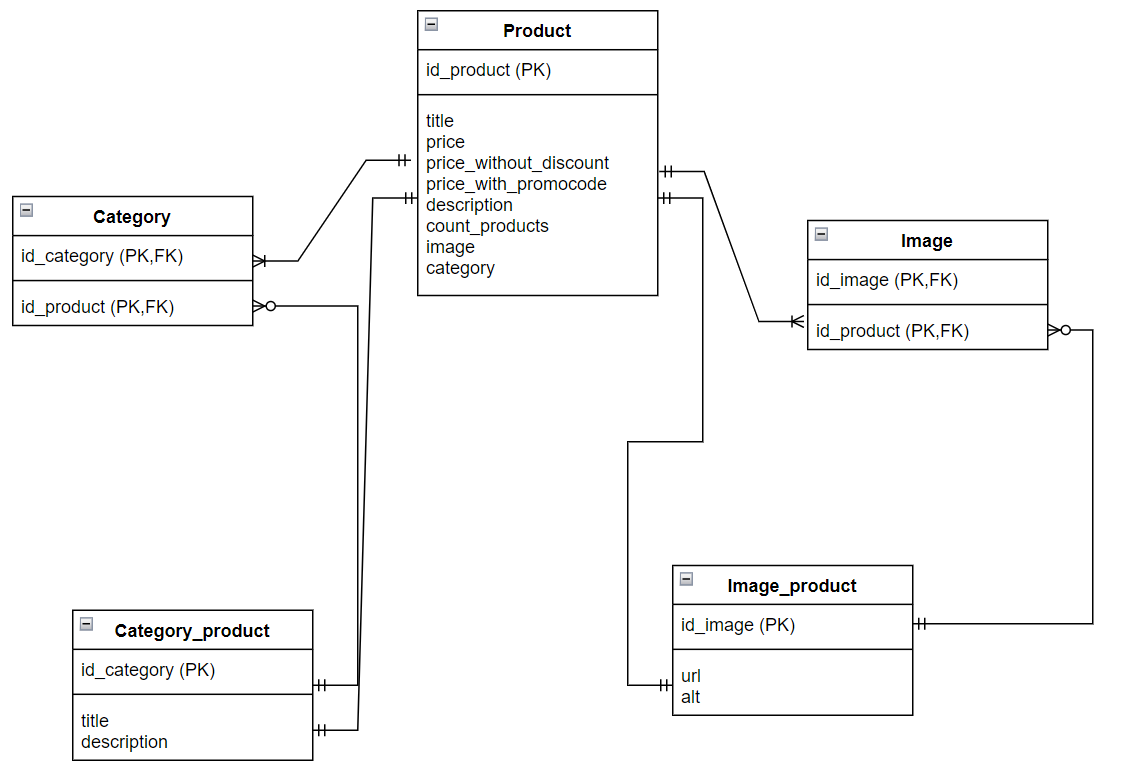 Product
id_product (PK)
title
price
price_without_discount
price_with_promocode
description
count_products
image
category
Category
id_category (PK,FK)
id_product (PK,FK)
Image
id_image (PK,FK)
id_product (PK,FK)
Category_product
id_category (PK)
title
description
Image_product
id_image (PK)
url
alt